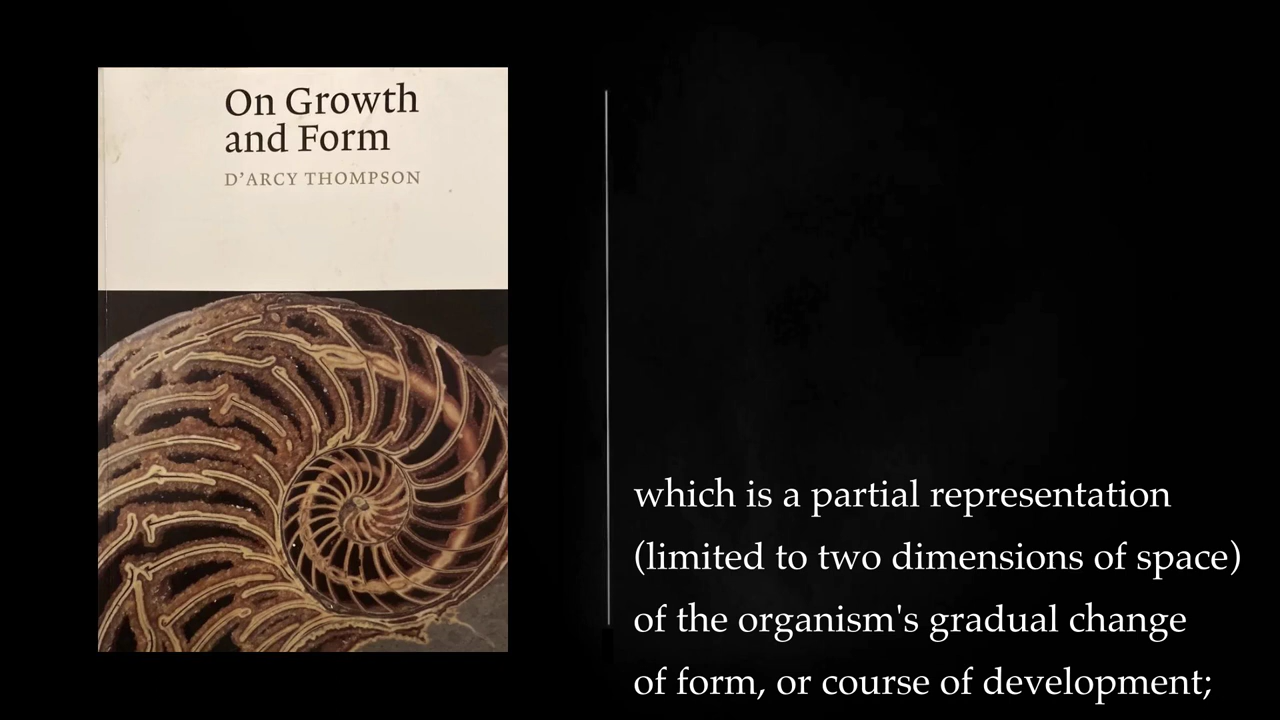 On Growth
and Form
D'ARCY THOMPSON
which is a partial representation
(limited to two dimensions of space)
of the organism's gradual change
of form, or course of development;